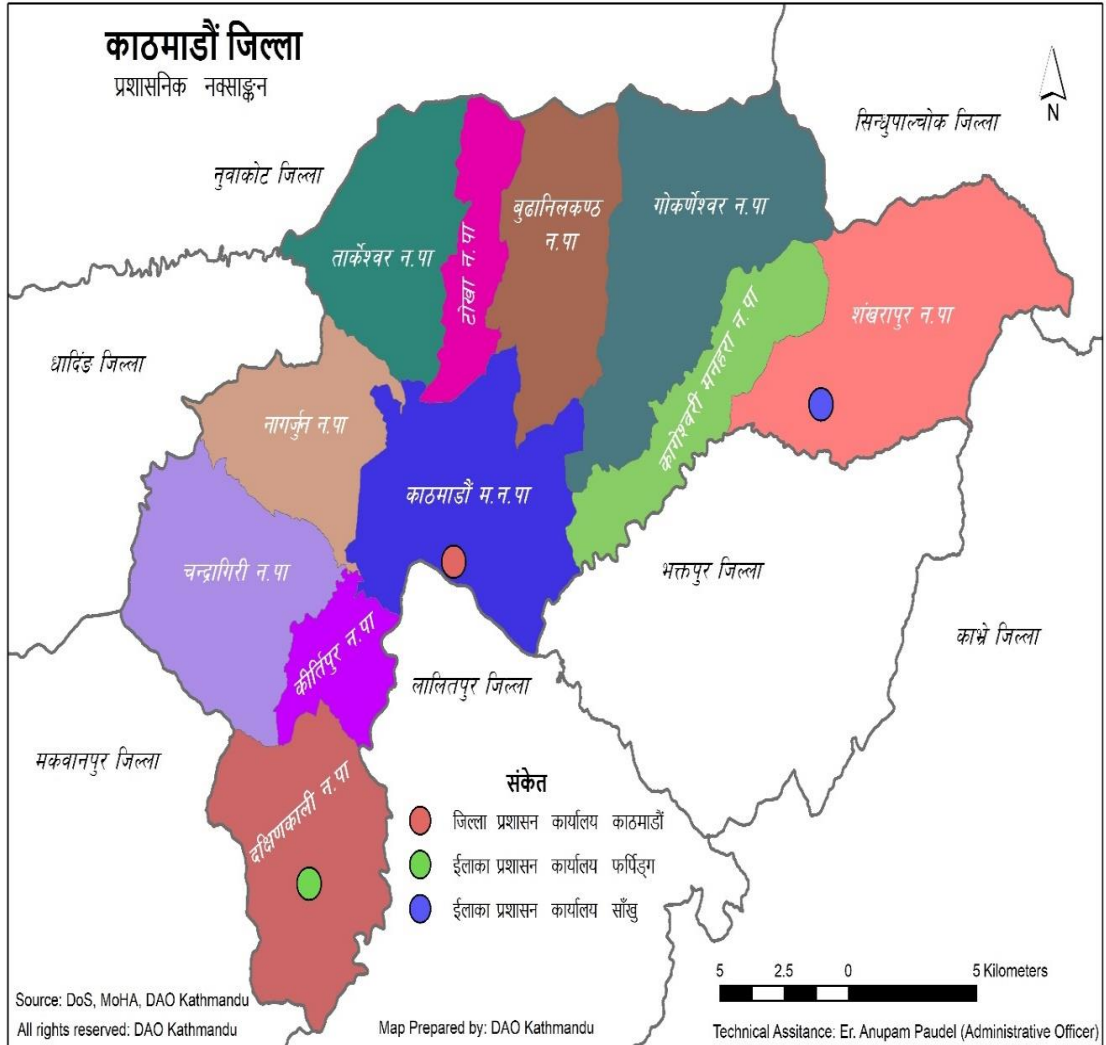 काठमाडौं जिल्ला
प्रशासनिक नक्साङ्कन
N
सिन्धुपाल्चोक जिल्ला
नुवाकोट जिल्ला
बुढानिलकण्ठ
न.पा
गोकर्णेश्वर न.पा
तार्केश्वर न.पा
टोखा न.पा
शंखरापुर न.पा
धादिंङ जिल्ला
कागेश्वरी मनहरा न.पा
नागर्जुन न.पा
काठमाडौं म.न.पा
चन्द्रागिरी न.पा
भक्तपुर जिल्ला
काभ्रे जिल्ला
कीर्तिपुर न.पा
लालितपुर जिल्ला
मकवानपुर जिल्ला
दक्षिणकाली न.पा
संकेत
जिल्ला प्रशासन कार्यालय काठमाडौं
ईलाका प्रशासन कार्यालय फर्पिङ्ग
ईलाका प्रशासन कार्यालय साँखु
5 2.5 0 5 Kilometers
Source: DoS, MoHA, DAO Kathmandu
All rights reserved: DAO Kathmandu
Map Prepared by: DAO Kathmandu
Technical Assitance: Er. Anupam Paudel (Administrative Officer)